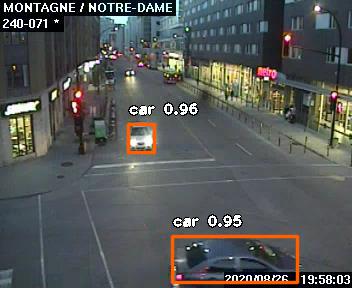 MONTAGNE / NOTRE-DAME
240-071 *
car 0.96
metro
car 0.95
2020/08/26 19:58:03